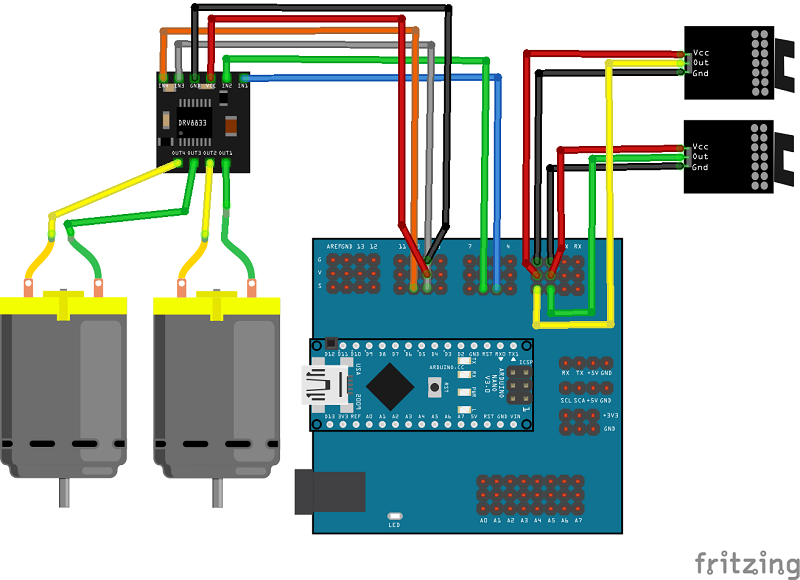 IN4 IN3 GND VCC IN2 IN1
DRV8833
OUT4 OUT3 OUT2 OUT1
Vcc
Out
Gnd
Vcc
Out
Gnd
AREF GND 13 12 11 7 4 X RX
G
V
S
D12 D11 D10 D9 D8 D7 D6 D5 D4 D3 D2 GND RST RX0 TX1
ARDUINO.CC
USA
2009
TX
RX
PWR
L
RST
ARDUINO
NANO
V3.0
ICSP
1
D13 3V3 REF A0 A1 A2 A3 A4 A5 A6 A7 5V RST GND VIN
RX TX +5V GND
SCL SCA +5V GND
+3V3
GND
LED
A0 A1 A2 A3 A4 A5 A6 A7
fritzing